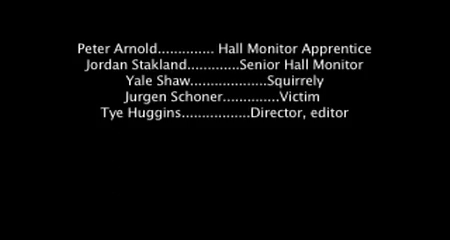 Peter Arnold.............. Hall Monitor Apprentice
Jordan Stakland.............Senior Hall Monitor
Yale Shaw...................Squirrely
Jurgen Schoner..............Victim
Tye Huggins.................Director, editor